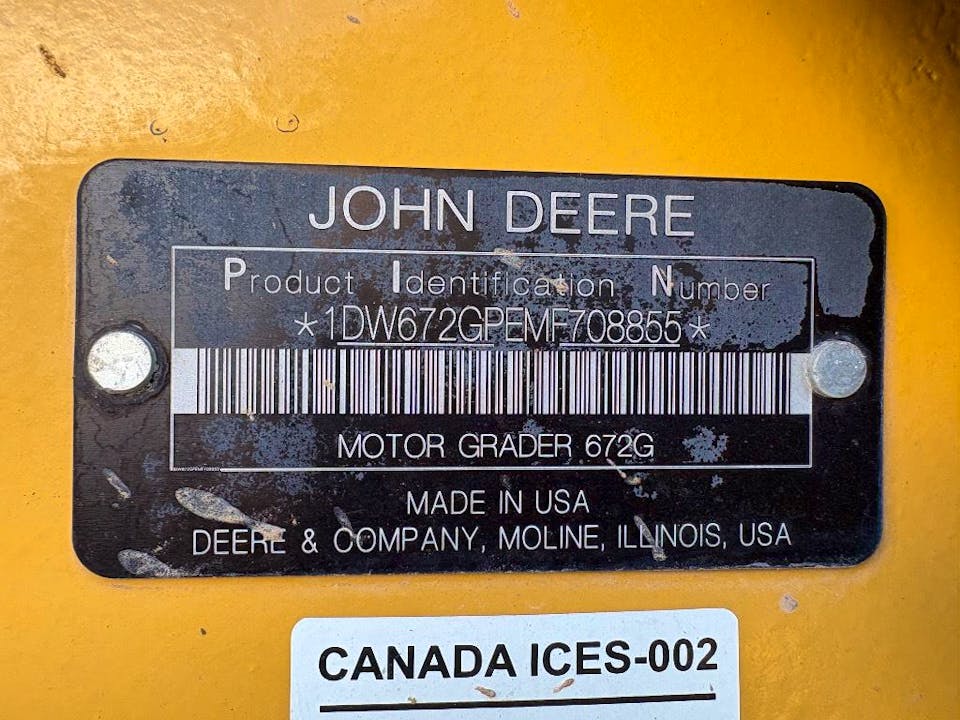 JOHN DEERE
Product Identification Number
*1DW672GPEMF708855*
MOTOR GRADER 672G
MADE IN USA
DEERE & COMPANY, MOLINE, ILLINOIS, USA
CANADA ICES-002